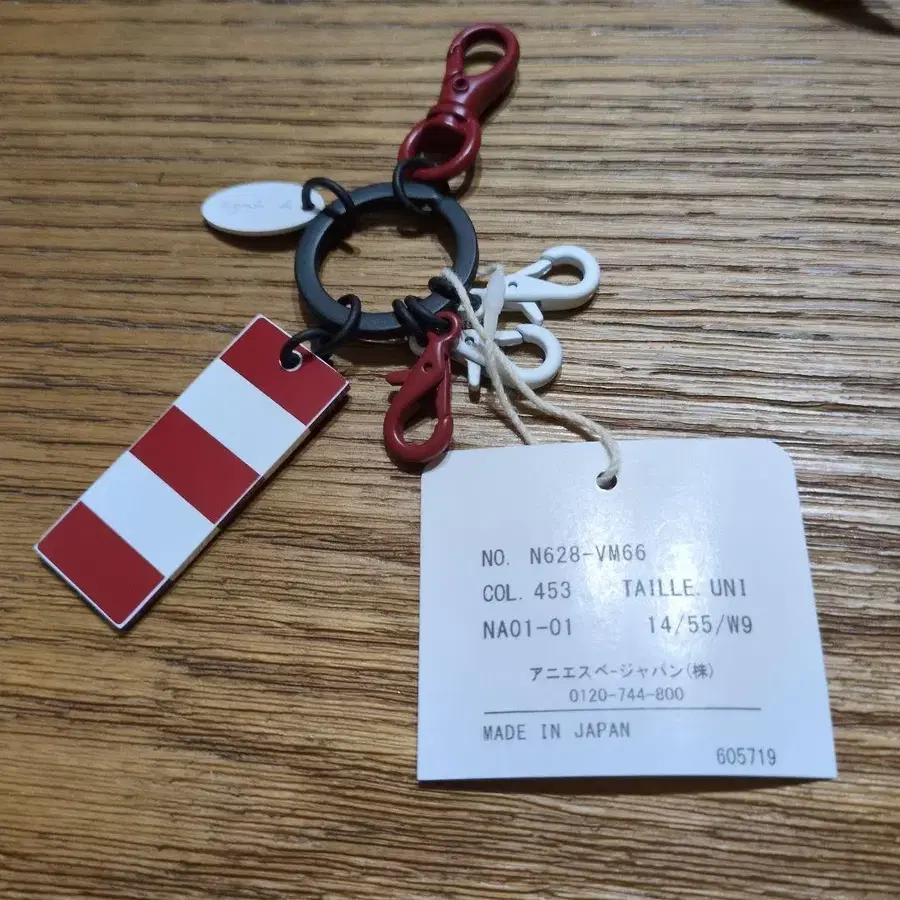 NO. N628-VM66
COL. 453 TAILLE. UNI
NA01-01 14/55/W9
アニエスベージャパン(株)
0120-744-800
MADE IN JAPAN
605719